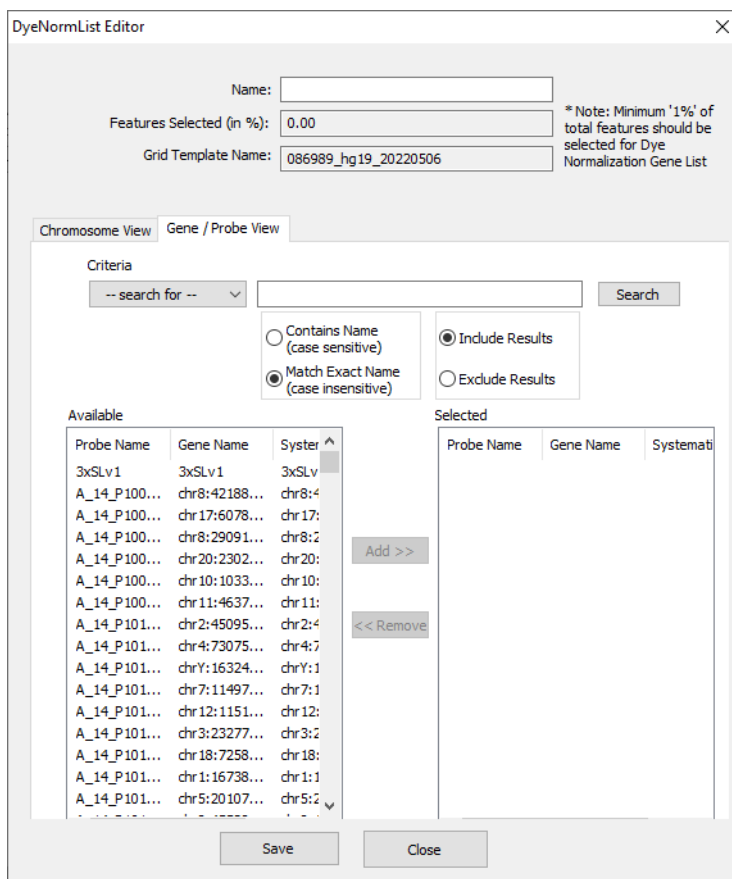 DyeNormList Editor
Name:
Features Selected (in %): 0.00
Grid Template Name: 086989_hg19_20220506
* Note: Minimum '1%' of
total features should be
selected for Dye
Normalization Gene List
Chromosome View Gene / Probe View
Criteria
-- search for -- Search
Contains Name
(case sensitive)
Match Exact Name
(case insensitive)
Include Results
Exclude Results
Available
Probe Name Gene Name System
3xSLv1 3xSLv1 3xSLv
A_14_P100... chr8:42188... chr8:4
A_14_P100... chr17:6078... chr17:
A_14_P100... chr8:29091... chr8:2
A_14_P100... chr20:2302... chr20:
A_14_P100... chr10:1033... chr10:
A_14_P100... chr11:4637... chr11:
A_14_P101... chr2:45095... chr2:4
A_14_P101... chr4:73075... chr4:7
A_14_P101... chrY:16324... chrY:1
A_14_P101... chr7:11497... chr7:1
A_14_P101... chr12:1151... chr12:
A_14_P101... chr3:23277... chr3:2
A_14_P101... chr18:7258... chr18:
A_14_P101... chr1:16738... chr1:1
A_14_P101... chr5:20107... chr5:2
Add >>
<< Remove
Selected
Probe Name Gene Name Systemati
Save Close